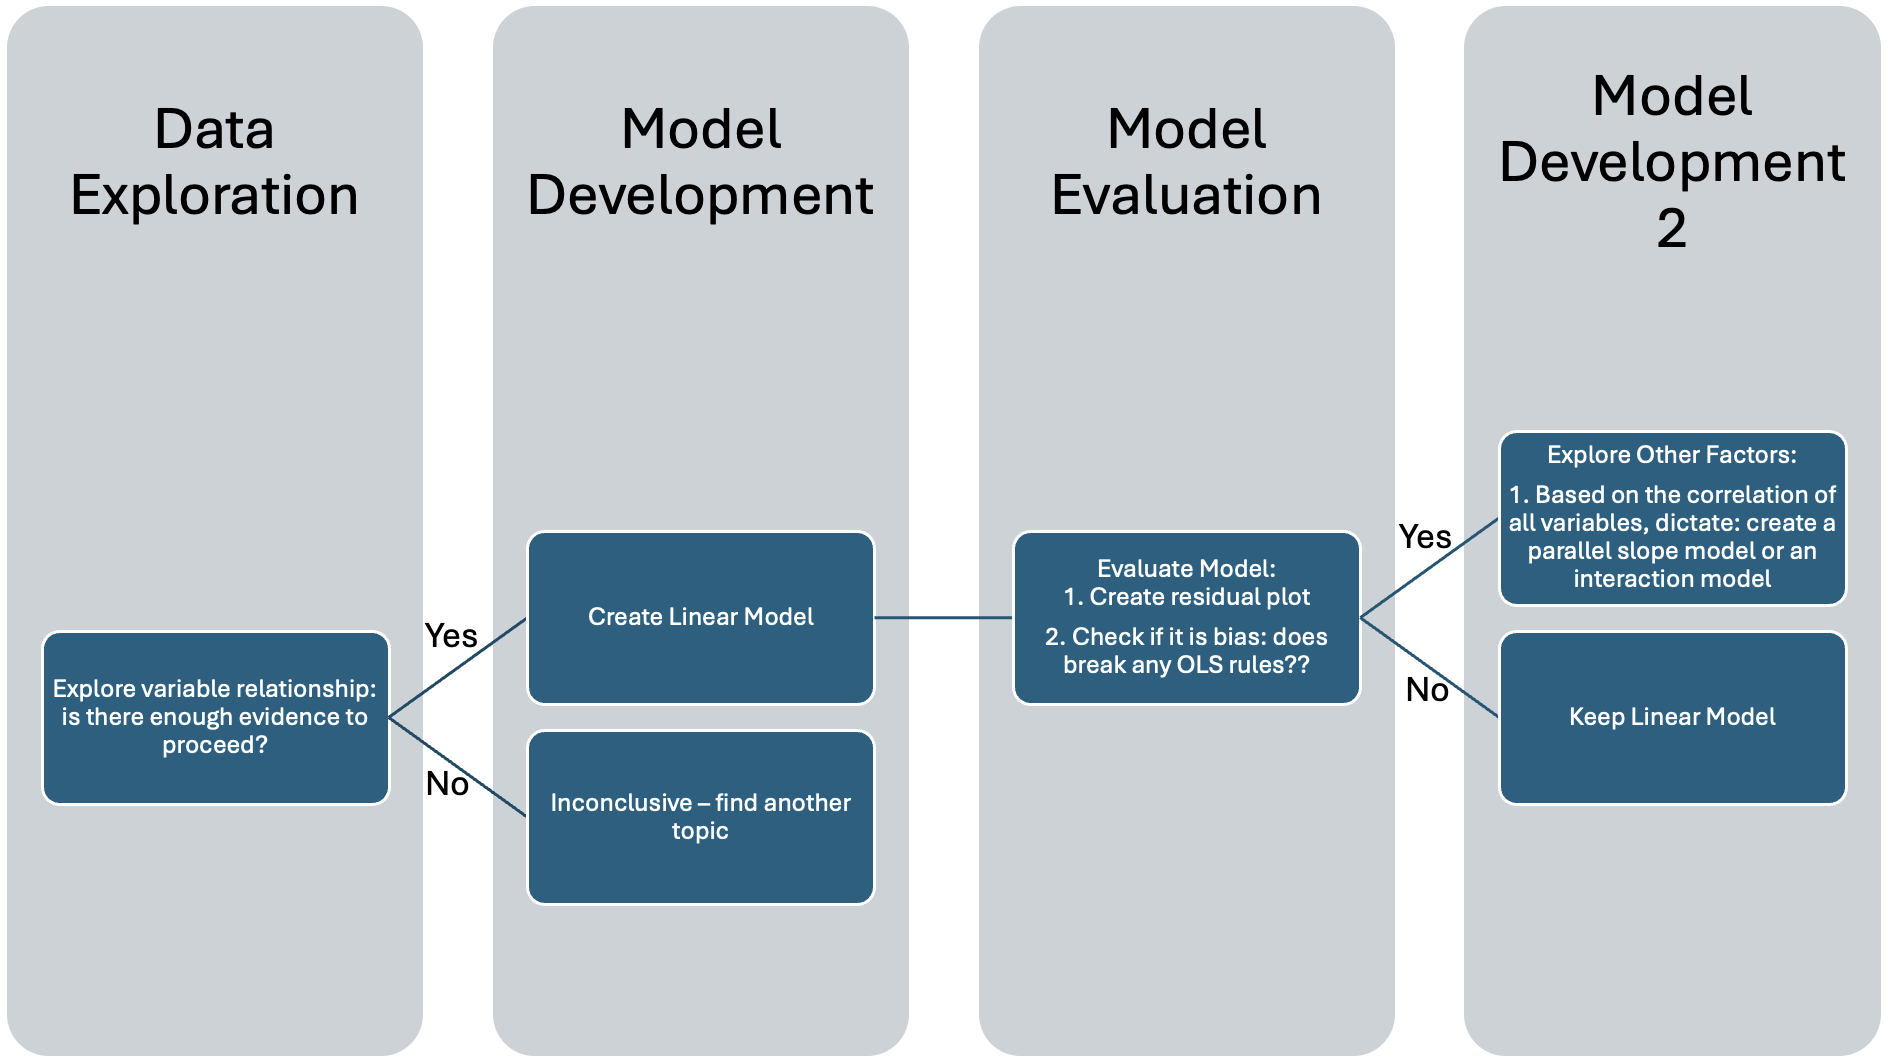 Data
Exploration
Model
Development
Model
Evaluation
Model
Development
2
Explore variable relationship:
is there enough evidence to
proceed?
Yes
No
Create Linear Model
Inconclusive – find another
topic
Evaluate Model:
1. Create residual plot
2. Check if it is bias: does
break any OLS rules??
Yes
No
Explore Other Factors:
1. Based on the correlation of
all variables, dictate: create a
parallel slope model or an
interaction model
Keep Linear Model